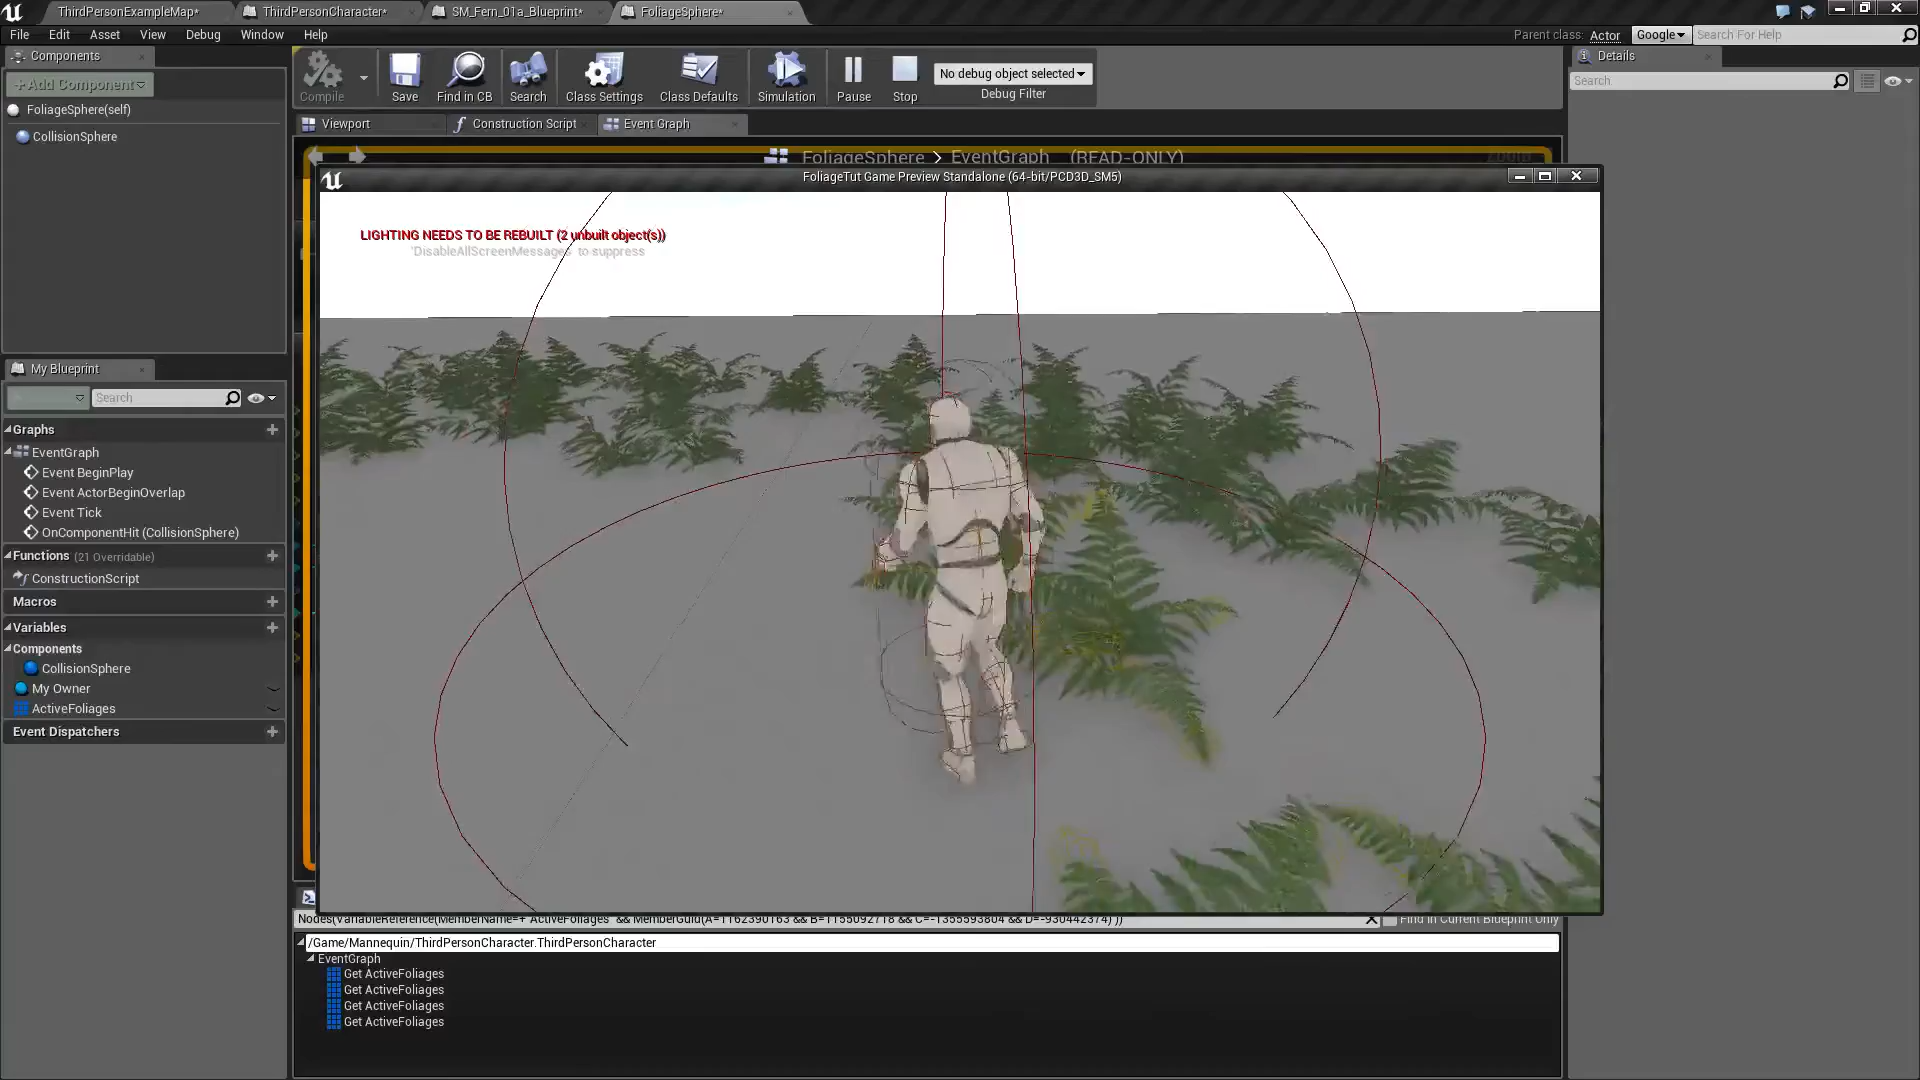 ThirdPersonExampleMap*
ThirdPersonCharacter*
SM_Fern_01a_Blueprint*
FoliageSphere*
File Edit Asset View Debug Window Help
Parent class: Actor
Google
Search For Help
Components
+Add Component
FoliageSphere(self)
CollisionSphere
Compile
Save
Find in CB
Search
Class Settings
Class Defaults
Simulation
Pause
Stop
No debug object selected
Debug Filter
Details
Search
Viewport
Construction Script
Event Graph
FoliageSphere > EventGraph (READ-ONLY)
FoliageTut Game Preview Standalone (64-bit/PCD3D_SM5)
LIGHTING NEEDS TO BE REBUILT (2 unbuilt object(s))
'DisableAllScreenMessages' to suppress
My Blueprint
Search
Graphs
EventGraph
Event BeginPlay
Event ActorBeginOverlap
Event Tick
OnComponentHit (CollisionSphere)
Functions (21 Overridable)
ConstructionScript
Macros
Variables
Components
CollisionSphere
My Owner
ActiveFoliages
Event Dispatchers
Nodes(VariableReference(MemberName=+"ActiveFoliages" && MemberGuid(A=1162390163 && B=1155092718 && C=-1355593804 && D=-930442374) ))
Find in Current Blueprint Only
/Game/Mannequin/ThirdPersonCharacter.ThirdPersonCharacter
EventGraph
Get ActiveFoliages
Get ActiveFoliages
Get ActiveFoliages
Get ActiveFoliages